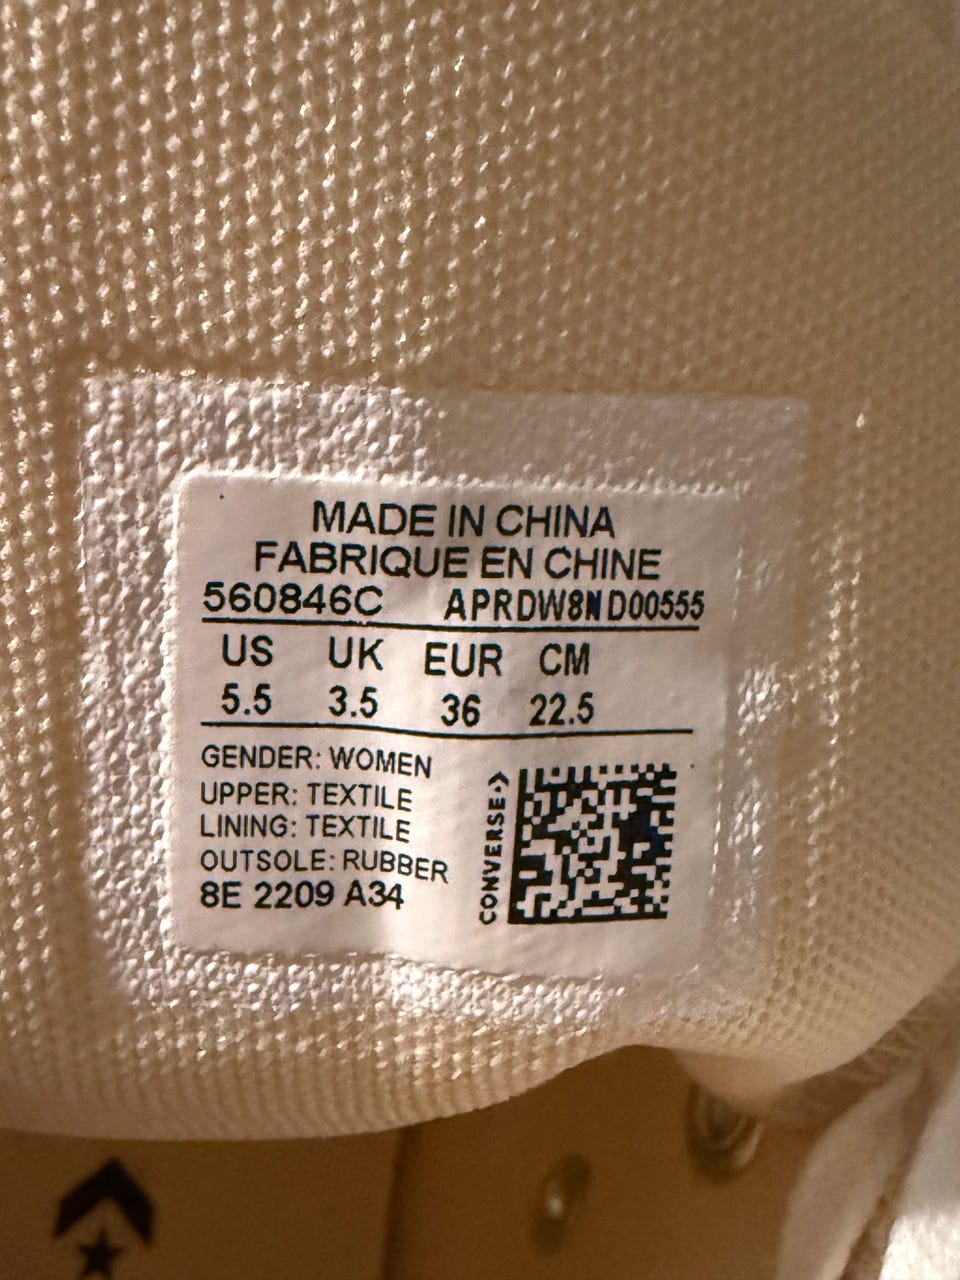 MADE IN CHINA
FABRIQUE EN CHINE
560846C APRDW8ND00555
US UK EUR CM
5.5 3.5 36 22.5
GENDER: WOMEN
UPPER: TEXTILE
LINING: TEXTILE
OUTSOLE: RUBBER
8E 2209 A34
CONVERSE